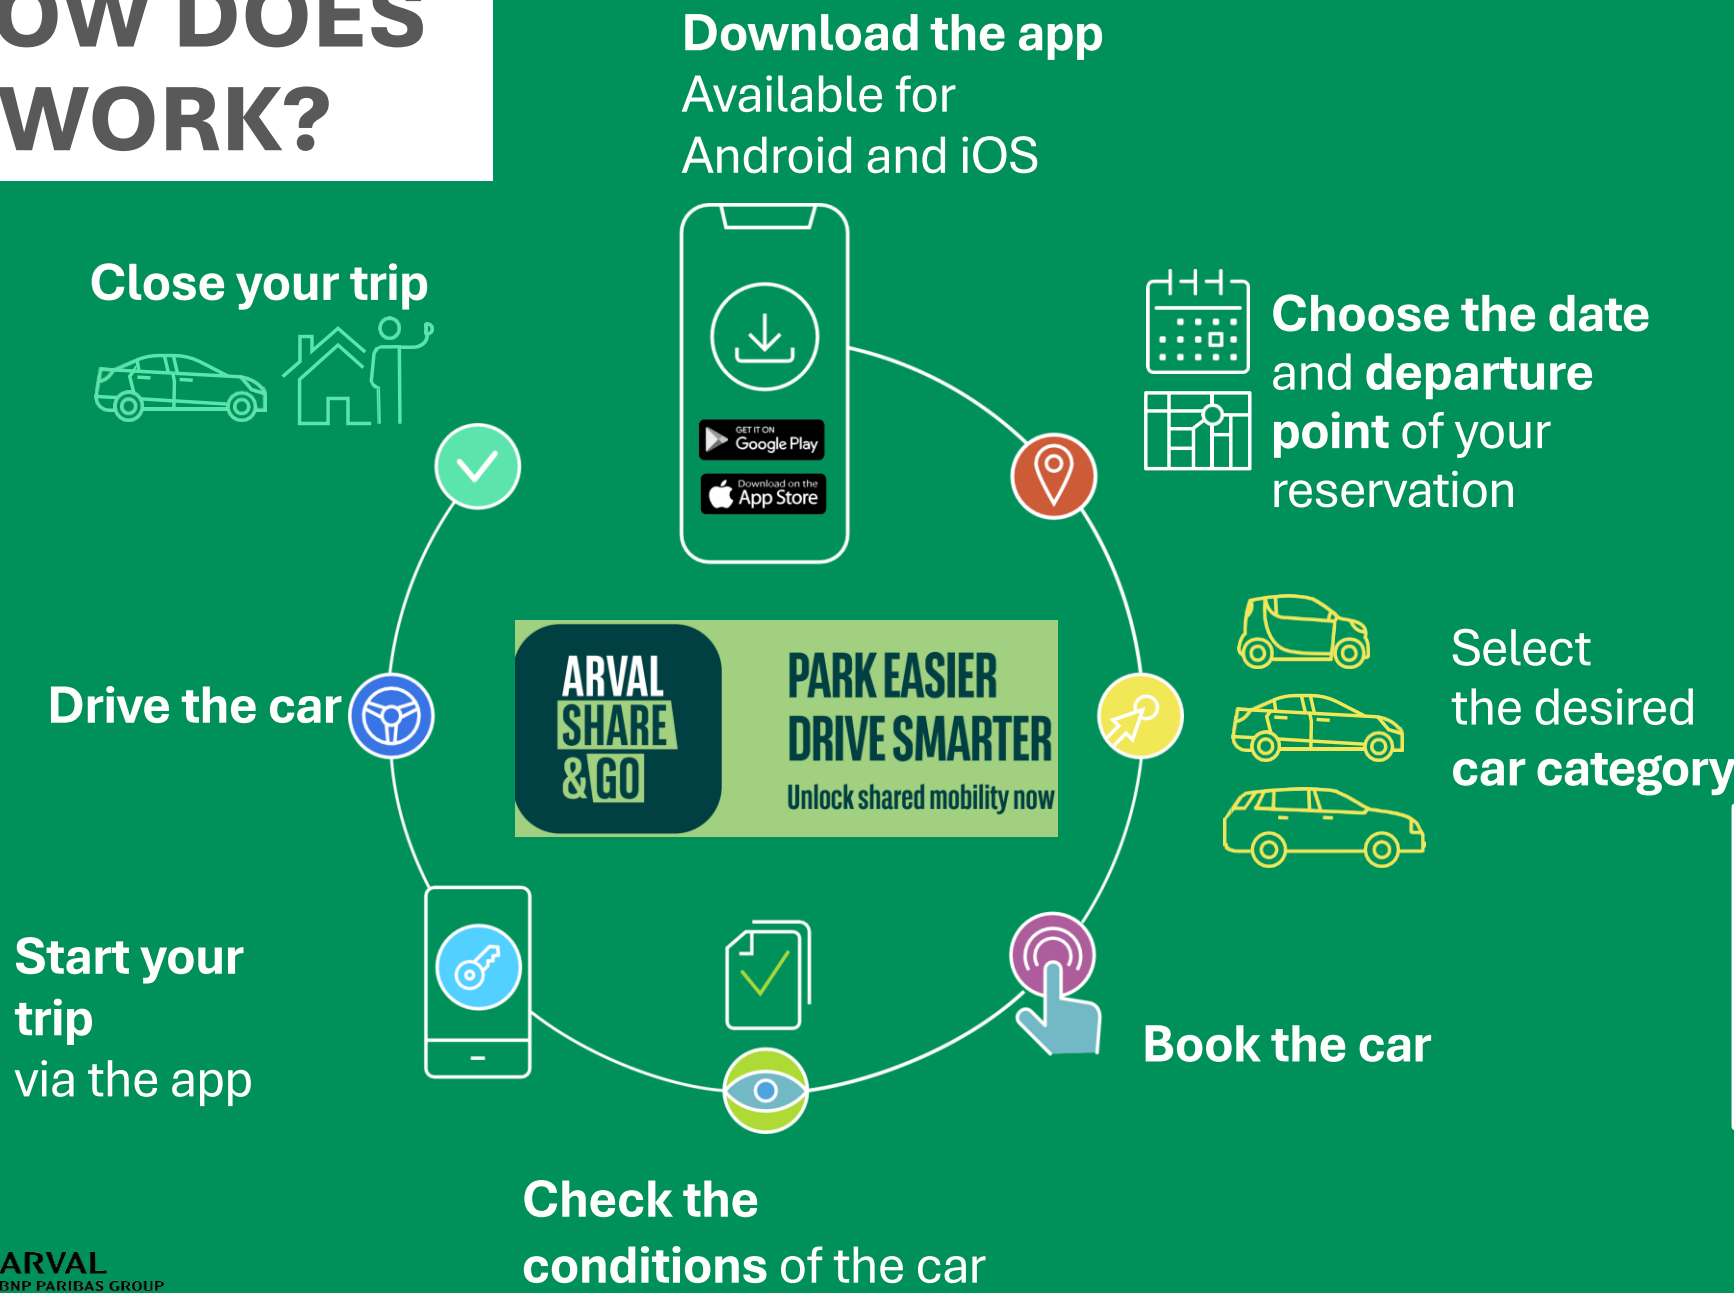 OW DOES
WORK?
Download the app
Available for
Android and iOS
GET IT ON
Google Play
Download on the
App Store
Choose the date
and departure
point of your
reservation
Select
the desired
car category
Book the car
Check the
conditions of the car
Start your
trip
via the app
Drive the car
Close your trip
ARVAL
SHARE
&GO
PARK EASIER
DRIVE SMARTER
Unlock shared mobility now
ARVAL
BNP PARIBAS GROUP